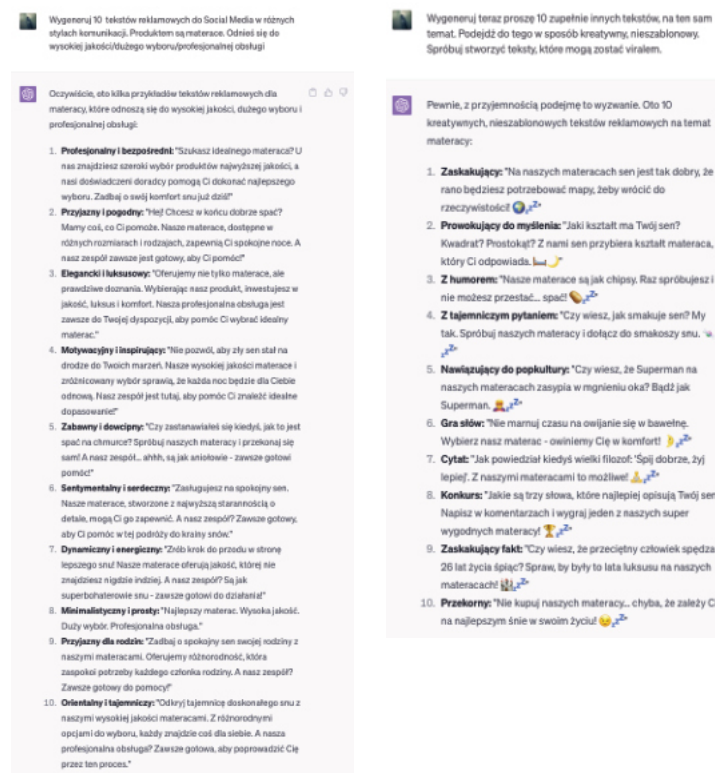 Wygeneruj 10 tekstów reklamowych do Social Media w różnych
stylach komunikacji. Produktem są materace. Odnieś się do
wysokiej jakości/dużego wyboru/profesjonalnej obsługi
Oczywiście, oto kilka przykładów tekstów reklamowych dla
materacy, które odnoszą się do wysokiej jakości, dużego wyboru i
profesjonalnej obsługi:
1. Profesjonalny i bezpośredni: "Szukasz idealnego materaca? U
nas znajdziesz szeroki wybór produktów najwyższej jakości, a
nasi doświadczeni doradcy pomogą Ci dokonać najlepszego
wyboru. Zadbaj o swój komfort snu już dziś!"
2. Przyjazny i pogodny: "Hej! Chcesz w końcu dobrze spać?
Mamy coś, co Ci pomoże. Nasze materace, dostępne w
różnych rozmiarach i rodzajach, zapewnią Ci spokojne noce. A
nasz zespół zawsze jest gotowy, aby Ci pomóc!"
3. Elegancki i luksusowy: "Oferujemy nie tylko materace, ale
prawdziwe doznania. Wybierając nasz produkt, inwestujesz w
jakość, luksus i komfort. Nasza profesjonalna obsługa jest
zawsze do Twojej dyspozycji, aby pomóc Ci wybrać idealny
materac."
4. Motywacyjny i inspirujący: "Nie pozwól, aby zły sen stał na
drodze do Twoich marzeń. Nasze wysokiej jakości materace i
zróżnicowany wybór sprawią, że każda noc będzie dla Ciebie
odnową. Nasz zespół jest tutaj, aby pomóc Ci znaleźć idealne
dopasowanie!"
5. Zabawny i dowcipny: "Czy zastanawiałeś się kiedyś, jak to jest
spać na chmurce? Spróbuj naszych materacy i przekonaj się
sam! A nasz zespół... ahhh, są jak aniołowie - zawsze gotowi
pomóc!"
6. Sentymentalny i serdeczny: "Zasługujesz na spokojny sen.
Nasze materace, stworzone z najwyższą starannością o
detale, mogą Ci go zapewnić. A nasz zespół? Zawsze gotowy,
aby Ci pomóc w tej podróży do krainy snów."
7. Dynamiczny i energiczny: "Zrób krok do przodu w stronę
lepszego snu! Nasze materace oferują jakość, której nie
znajdziesz nigdzie indziej. A nasz zespół? Są jak
superbohaterowie snu - zawsze gotowi do działania!"
8. Minimalistyczny i prosty: "Najlepszy materac. Wysoka jakość.
Duży wybór. Profesjonalna obsługa."
9. Przyjazny dla rodzin: "Zadbaj o spokojny sen swojej rodziny z
naszymi materacami. Oferujemy różnorodność, która
zaspokoi potrzeby każdego członka rodziny. A nasz zespół?
Zawsze gotowy do pomocy!"
10. Orientalny i tajemniczy: "Odkryj tajemnicę doskonałego snu z
naszymi wysokiej jakości materacami. Z różnorodnymi
opcjami do wyboru, każdy znajdzie coś dla siebie. A nasza
profesjonalna obsługa? Zawsze gotowa, aby poprowadzić Cię
przez ten proces."
Wygeneruj teraz proszę 10 zupełnie innych tekstów, na ten sam
temat. Podejdź do tego w sposób kreatywny, nieszablonowy.
Spróbuj stworzyć teksty, które mogą zostać viralem.
Pewnie, z przyjemnością podejmę to wyzwanie. Oto 10
kreatywnych, nieszablonowych tekstów reklamowych na temat
materacy:
1. Zaskakujący: "Na naszych materacach sen jest tak dobry, że
rano będziesz potrzebować mapy, żeby wrócić do
rzeczywistości! 🌍💤
2. Prowokujący do myślenia: "Jaki kształt ma Twój sen?
Kwadrat? Prostokąt? Z nami sen przybiera kształt materaca,
który Ci odpowiada. 🛏️🌙
3. Z humorem: "Nasze materace są jak chipsy. Raz spróbujesz i
nie możesz przestać... spać! 🥔💤
4. Z tajemniczym pytaniem: "Czy wiesz, jak smakuje sen? My
tak. Spróbuj naszych materacy i dołącz do smakoszy snu.
💤
5. Nawiązujący do popkultury: "Czy wiesz, że Superman na
naszych materacach zasypia w mgnieniu oka? Bądź jak
Superman. 🦸💤
6. Gra słów: "Nie marnuj czasu na owijanie się w bawełnę.
Wybierz nasz materac - owiniemy Cię w komfort! 🌛💤
7. Cytat: "Jak powiedział kiedyś wielki filozof: 'Śpij dobrze, żyj
lepiej'. Z naszymi materacami to możliwe! 💤
8. Konkurs: "Jakie są trzy słowa, które najlepiej opisują Twój sen
Napisz w komentarzach i wygraj jeden z naszych super
wygodnych materacy! 🏆💤
9. Zaskakujący fakt: "Czy wiesz, że przeciętny człowiek spędza
26 lat życia śpiąc? Spraw, by były to lata luksusu na naszych
materacach! 💤
10. Przekorny: "Nie kupuj naszych materacy... chyba, że zależy C
na najlepszym śnie w swoim życiu! 😉💤